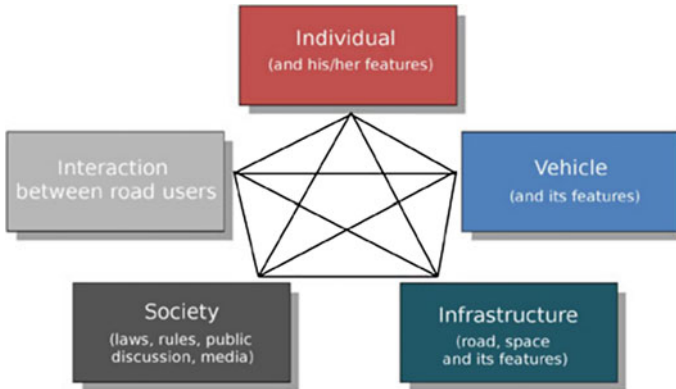 Individual
(and his/her features)
Interaction
between road users
Vehicle
(and its features)
Society
(laws, rules, public
discussion, media)
Infrastructure
(road, space
and its features)